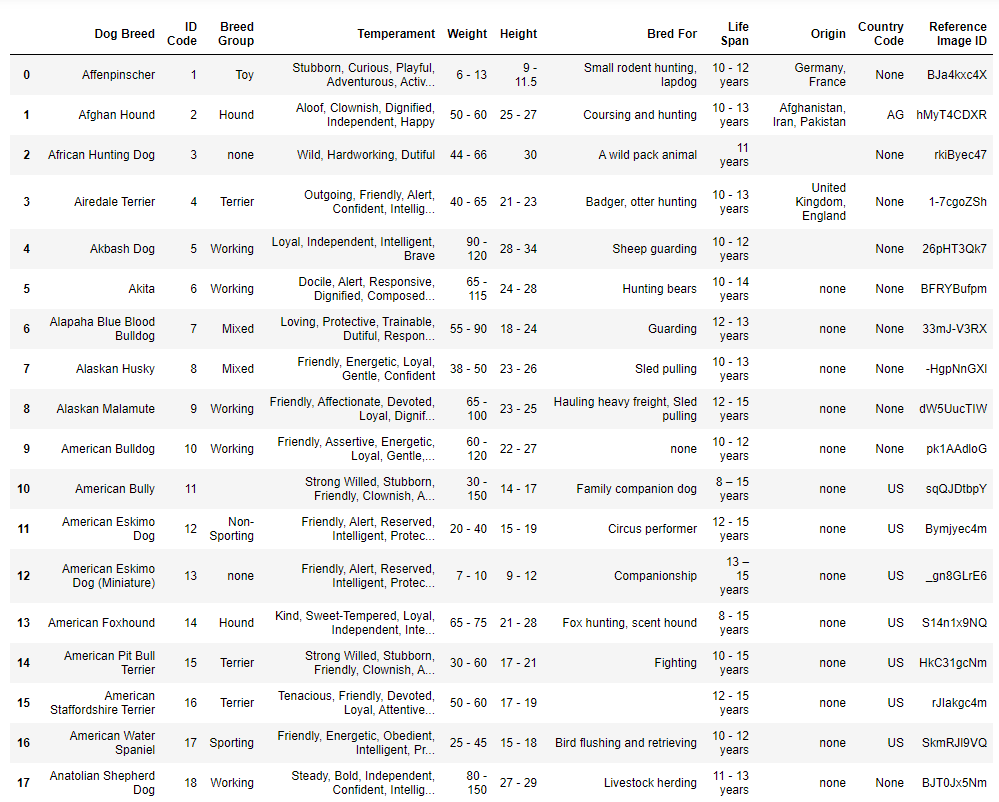 Dog Breed ID Code Breed Group Temperament Weight Height Bred For Life Span Origin Country Code Reference Image ID
0 Affenpinscher 1 Toy Stubborn, Curious, Playful, Adventurous, Activ... 6 - 13 9 - 11.5 Small rodent hunting, lapdog 10 - 12 years Germany, France None BJa4kxc4X
1 Afghan Hound 2 Hound Aloof, Clownish, Dignified, Independent, Happy 50 - 60 25 - 27 Coursing and hunting 10 - 13 years Afghanistan, Iran, Pakistan AG hMyT4CDXR
2 African Hunting Dog 3 none Wild, Hardworking, Dutiful 44 - 66 30 A wild pack animal 11 years None rkiByec47
3 Airedale Terrier 4 Terrier Outgoing, Friendly, Alert, Confident, Intellig... 40 - 65 21 - 23 Badger, otter hunting 10 - 13 years United Kingdom, England None 1-7cgoZSh
4 Akbash Dog 5 Working Loyal, Independent, Intelligent, Brave 90 - 120 28 - 34 Sheep guarding 10 - 12 years None 26pHT3Qk7
5 Akita 6 Working Docile, Alert, Responsive, Dignified, Composed... 65 - 115 24 - 28 Hunting bears 10 - 14 years none None BFRYBufpm
6 Alapaha Blue Blood Bulldog 7 Mixed Loving, Protective, Trainable, Dutiful, Respon... 55 - 90 18 - 24 Guarding 12 - 13 years none None 33mJ-V3RX
7 Alaskan Husky 8 Mixed Friendly, Energetic, Loyal, Gentle, Confident 38 - 50 23 - 26 Sled pulling 10 - 13 years none None -HgpNnGXl
8 Alaskan Malamute 9 Working Friendly, Affectionate, Devoted, Loyal, Dignif... 65 - 100 23 - 25 Hauling heavy freight, Sled pulling 12 - 15 years none None dW5UucTIW
9 American Bulldog 10 Working Friendly, Assertive, Energetic, Loyal, Gentle,... 60 - 120 22 - 27 none 10 - 12 years none None pk1AAdloG
10 American Bully 11 Strong Willed, Stubborn, Friendly, Clownish, A... 30 - 150 14 - 17 Family companion dog 8 – 15 years none US sqQJDtbpY
11 American Eskimo Dog 12 Non-Sporting Friendly, Alert, Reserved, Intelligent, Protec... 20 - 40 15 - 19 Circus performer 12 - 15 years none US Bymjyec4m
12 American Eskimo Dog (Miniature) 13 none Friendly, Alert, Reserved, Intelligent, Protec... 7 - 10 9 - 12 Companionship 13 – 15 years none US _gn8GLrE6
13 American Foxhound 14 Hound Kind, Sweet-Tempered, Loyal, Independent, Inte... 65 - 75 21 - 28 Fox hunting, scent hound 8 - 15 years none US S14n1x9NQ
14 American Pit Bull Terrier 15 Terrier Strong Willed, Stubborn, Friendly, Clownish, A... 30 - 60 17 - 21 Fighting 10 - 15 years none US HkC31gcNm
15 American Staffordshire Terrier 16 Terrier Tenacious, Friendly, Devoted, Loyal, Attentive... 50 - 60 17 - 19 12 - 15 years none US rJIakgc4m
16 American Water Spaniel 17 Sporting Friendly, Energetic, Obedient, Intelligent, Pr... 25 - 45 15 - 18 Bird flushing and retrieving 10 - 12 years none US SkmRJl9VQ
17 Anatolian Shepherd Dog 18 Working Steady, Bold, Independent, Confident, Intellig... 80 - 150 27 - 29 Livestock herding 11 - 13 years none None BJT0Jx5Nm